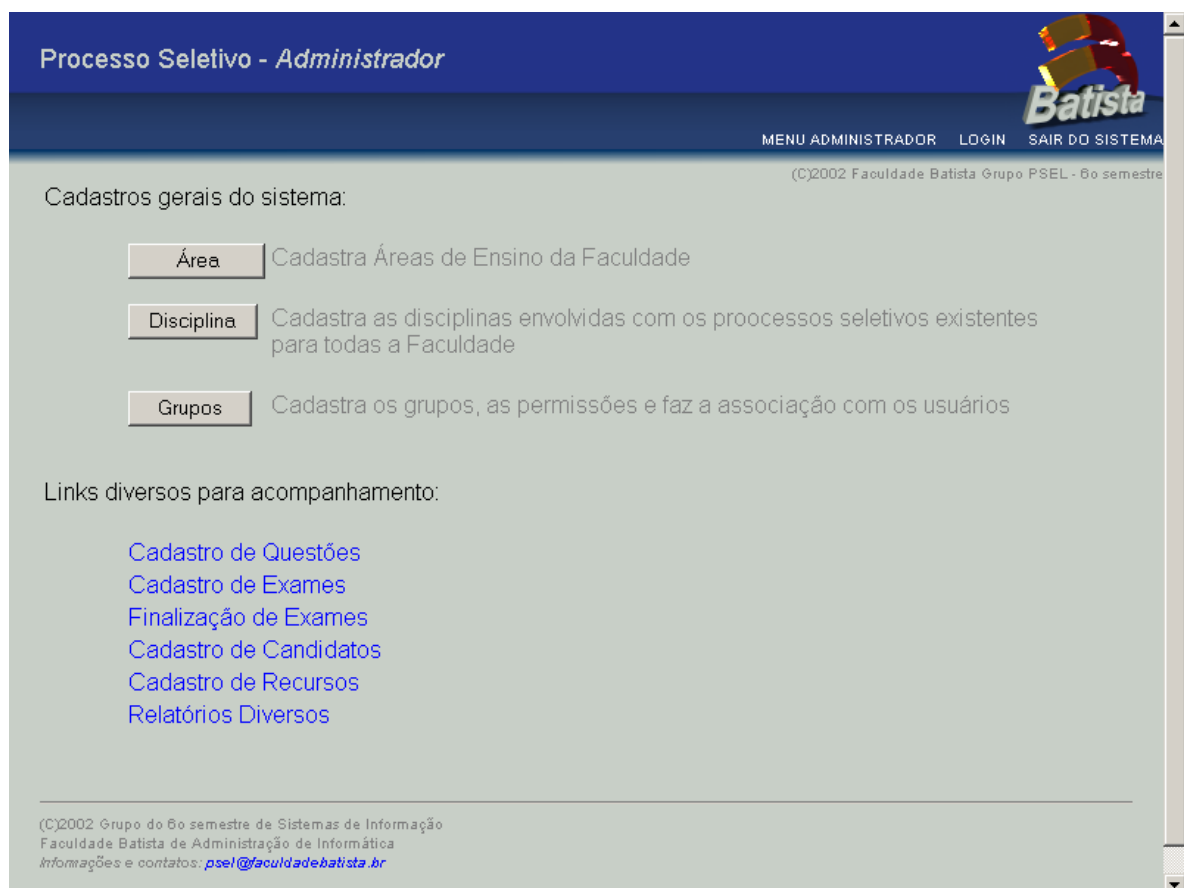 Processo Seletivo - Administrador
Batista
MENU ADMINISTRADOR LOGIN SAIR DO SISTEMA
(C)2002 Faculdade Batista Grupo PSEL - 6o semestre
Cadastros gerais do sistema:
Área Cadastra Áreas de Ensino da Faculdade
Disciplina Cadastra as disciplinas envolvidas com os proocessos seletivos existentes
para todas a Faculdade
Grupos Cadastra os grupos, as permissões e faz a associação com os usuários
Links diversos para acompanhamento:
Cadastro de Questões
Cadastro de Exames
Finalização de Exames
Cadastro de Candidatos
Cadastro de Recursos
Relatórios Diversos
(C)2002 Grupo do 6o semestre de Sistemas de Informação
Faculdade Batista de Administração de Informática
Informações e contatos: psel@faculdadebatista.br